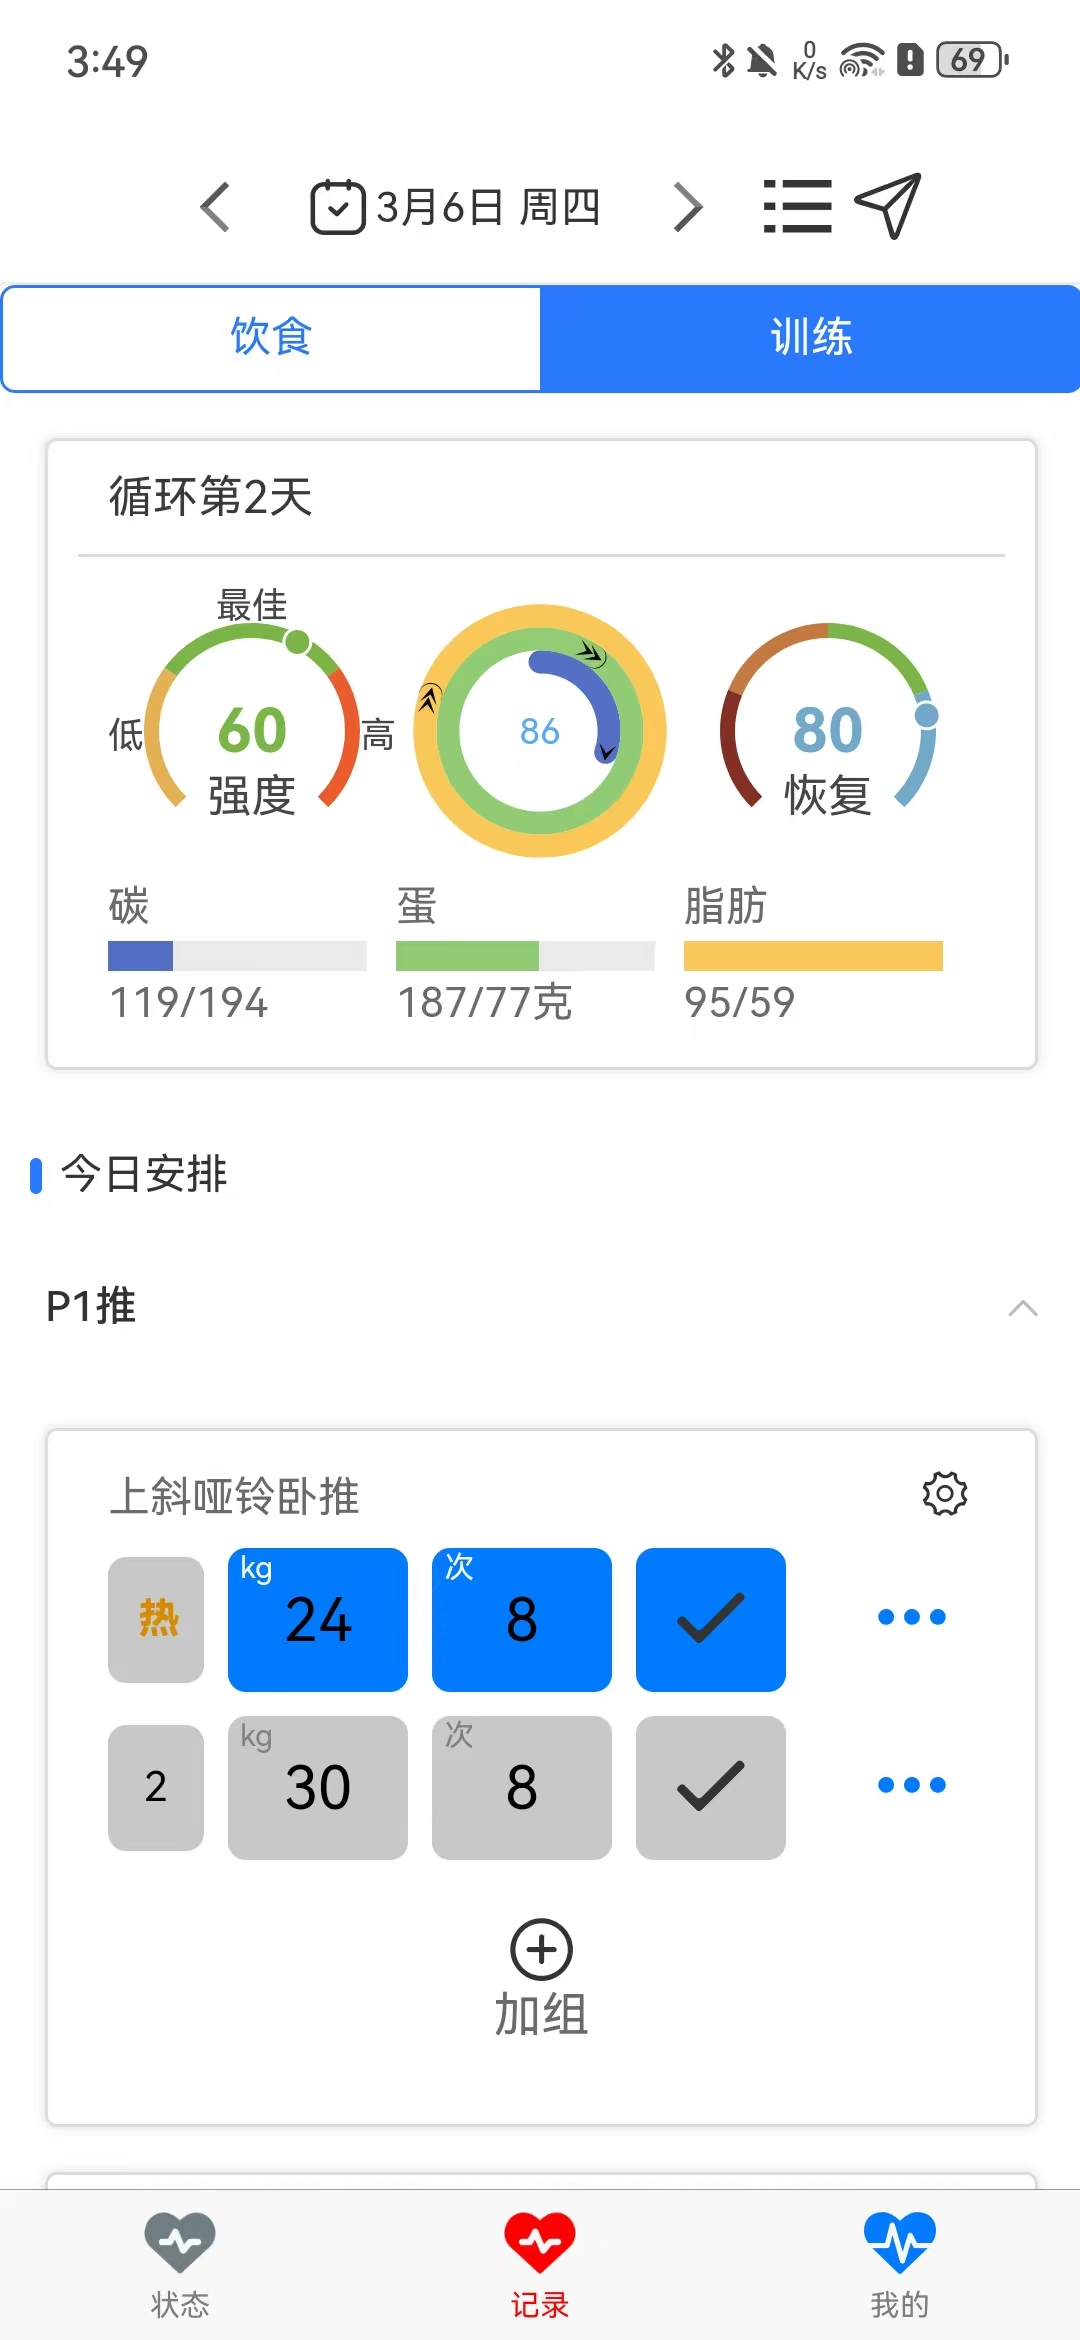 3:49
0
K/s
69
3月6日 周四
饮食
训练
循环第2天
最佳
低
60
高
强度
86
80
恢复
碳
蛋
脂肪
119/194
187/77克
95/59
今日安排
P1推
上斜哑铃卧推
热
kg
24
次
8
2
kg
30
次
8
加组
状态
记录
我的